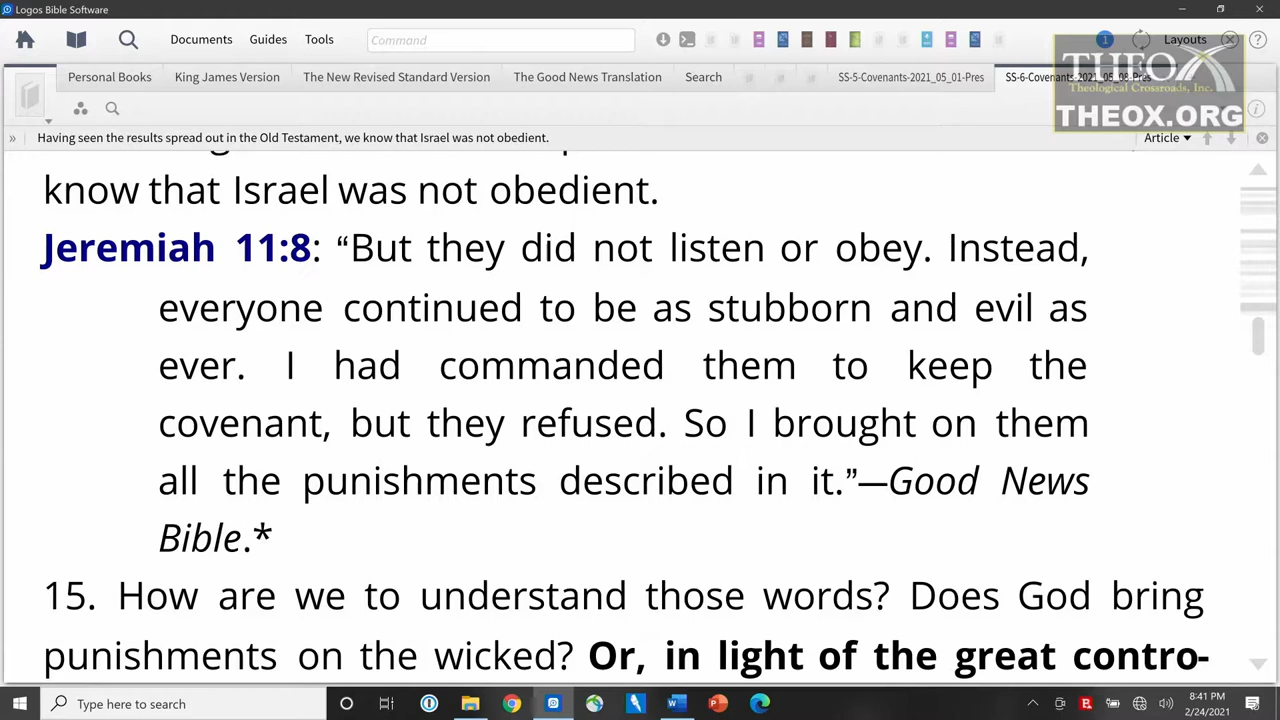 Logos Bible Software
Documents Guides Tools Command Layouts
THEOX
Theological Crossroads, Inc.
THEOX.ORG
Personal Books King James Version The New Revised Standard Version The Good News Translation Search SS-5-Covenants-2021_05_01-Pres
Having seen the results spread out in the Old Testament, we know that Israel was not obedient. Article
know that Israel was not obedient.
Jeremiah 11:8: “But they did not listen or obey. Instead,
everyone continued to be as stubborn and evil as
ever. I had commanded them to keep the
covenant, but they refused. So I brought on them
all the punishments described in it.”—Good News
Bible.*
15. How are we to understand those words? Does God bring
punishments on the wicked? Or, in light of the great contro-
Type here to search
8:41 PM
2/24/2021